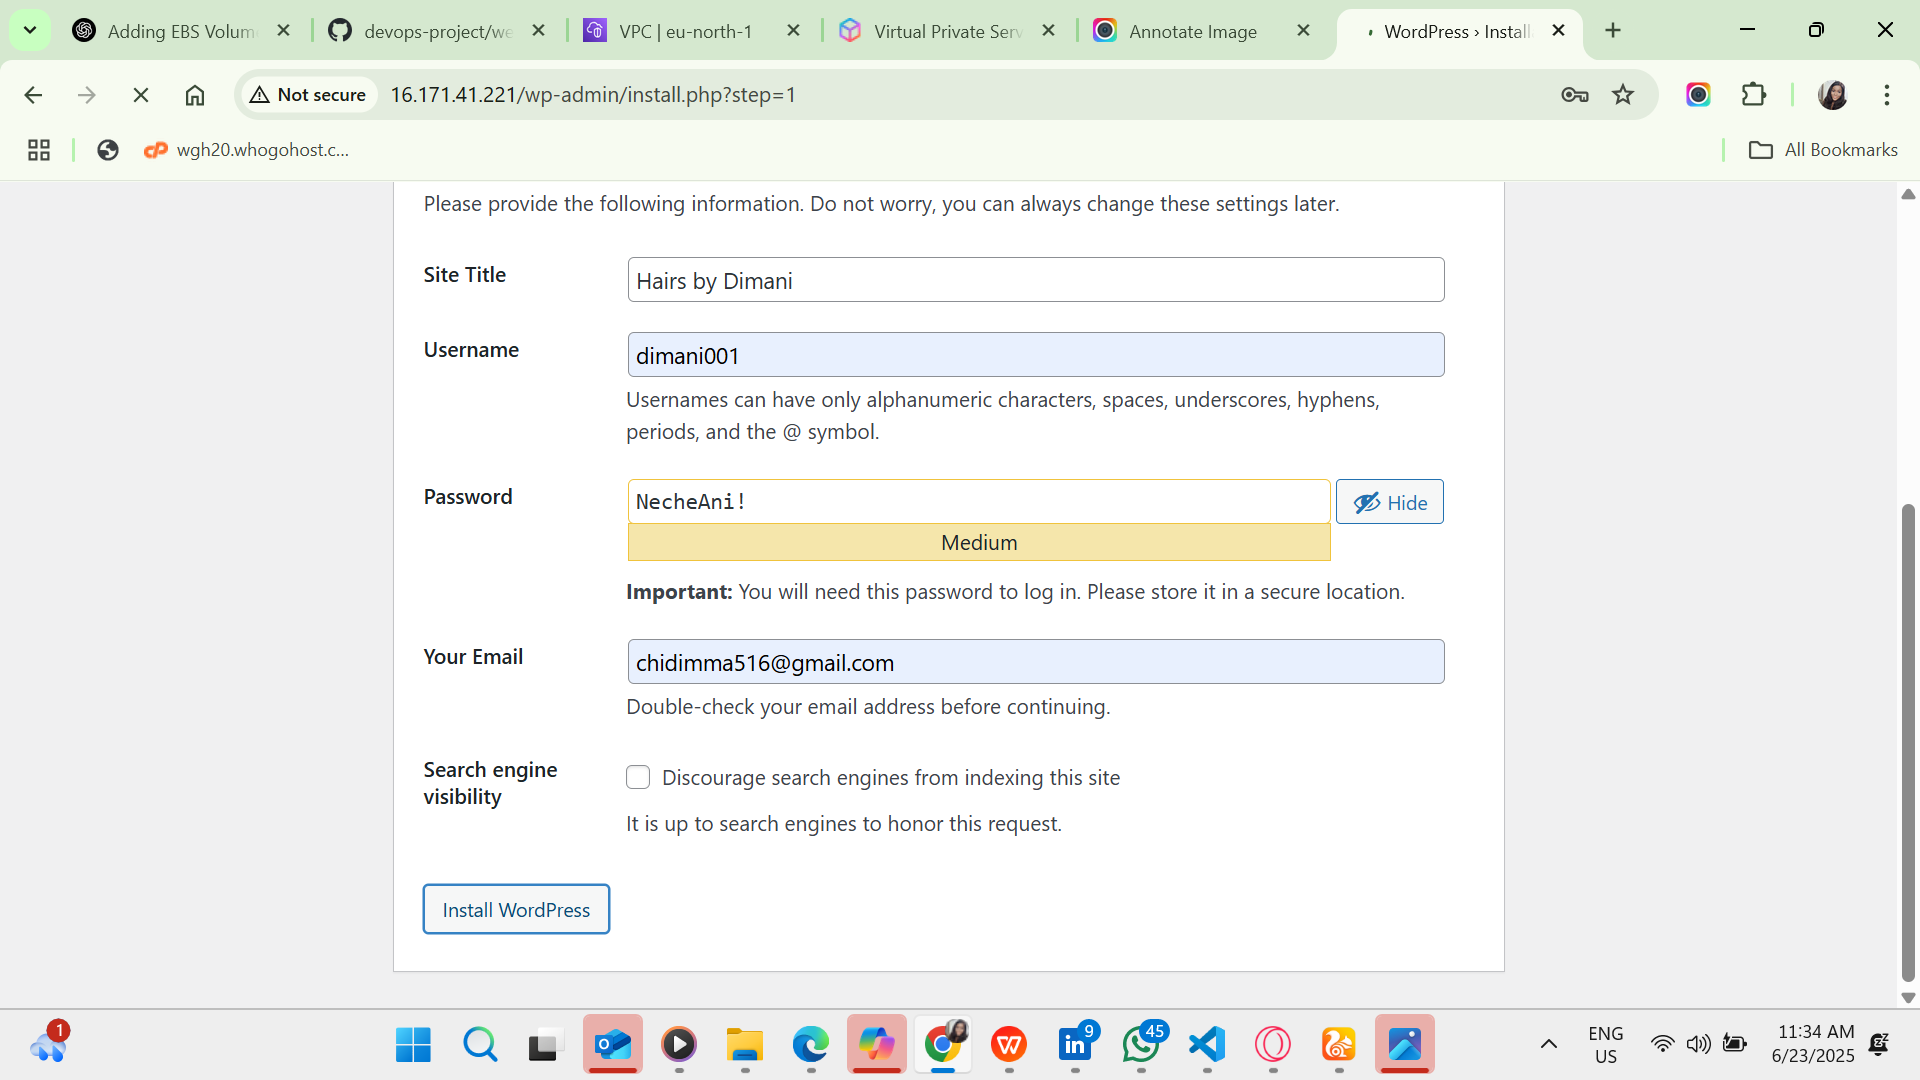 Adding EBS Volum
devops-project/we
VPC | eu-north-1
Virtual Private Serv
Annotate Image
WordPress › Install
Not secure
16.171.41.221/wp-admin/install.php?step=1
wgh20.whogohost.c...
All Bookmarks
Please provide the following information. Do not worry, you can always change these settings later.
Site Title
Hairs by Dimani
Username
dimani001
Usernames can have only alphanumeric characters, spaces, underscores, hyphens,
periods, and the @ symbol.
Password
NecheAni!
Hide
Medium
Important: You will need this password to log in. Please store it in a secure location.
Your Email
chidimma516@gmail.com
Double-check your email address before continuing.
Search engine
visibility
Discourage search engines from indexing this site
It is up to search engines to honor this request.
Install WordPress
1
9
45
ENG
US
11:34 AM
6/23/2025